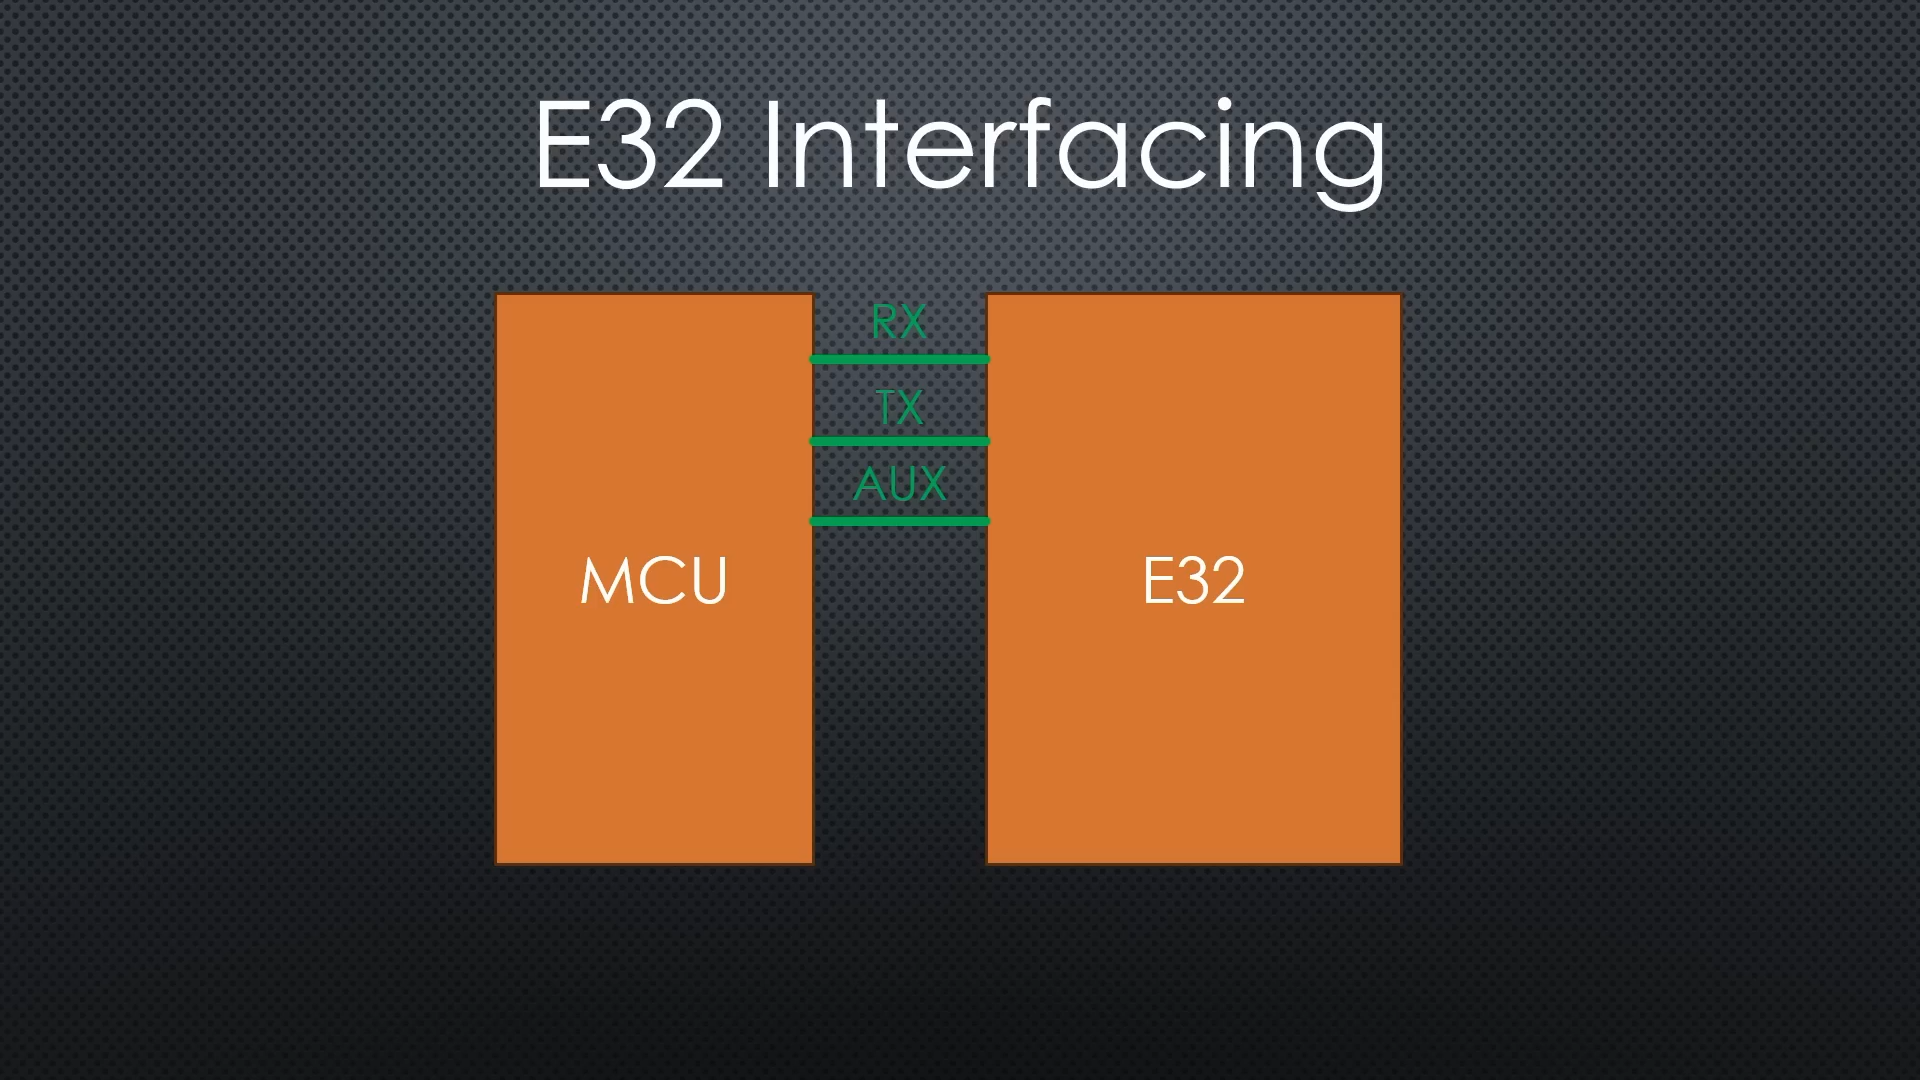 E32 Interfacing
RX
TX
AUX
MCU
E32